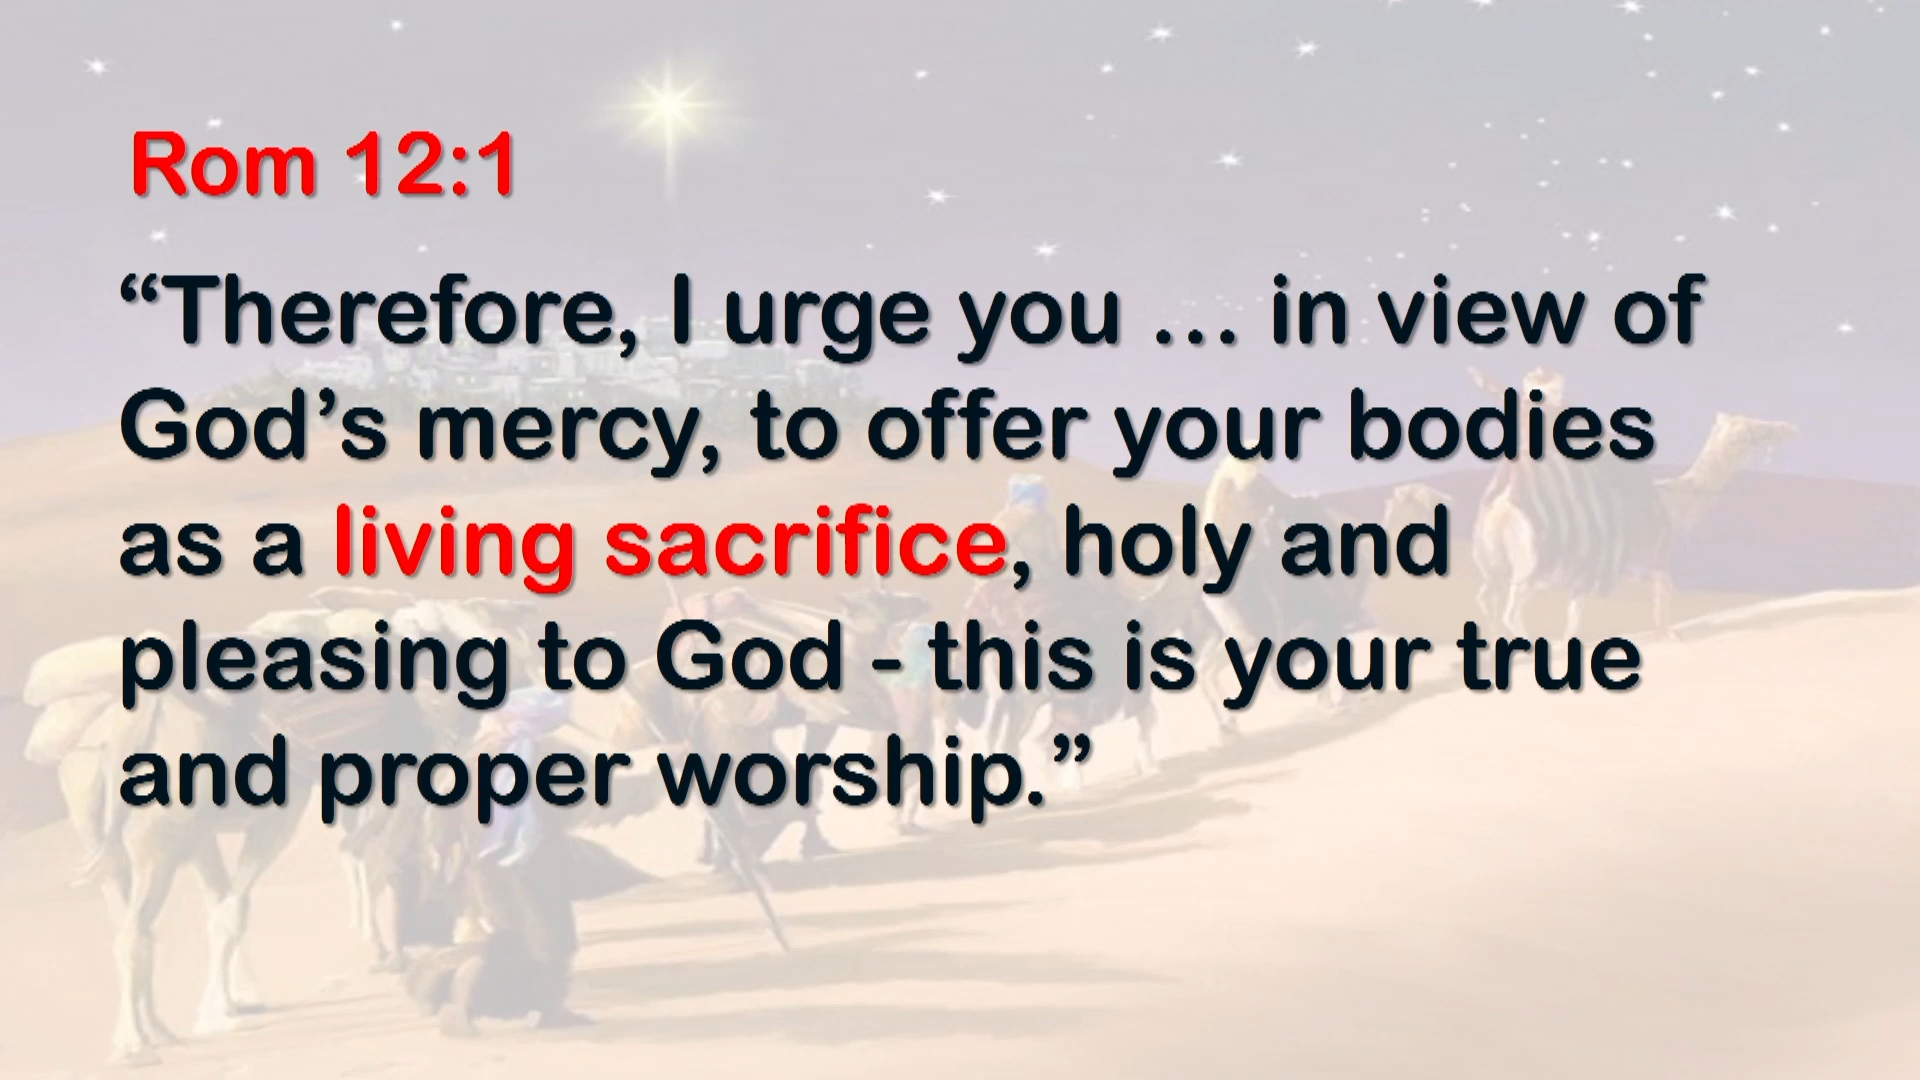 Rom 12:1
“Therefore, I urge you … in view of
God’s mercy, to offer your bodies
as a living sacrifice, holy and
pleasing to God - this is your true
and proper worship.”